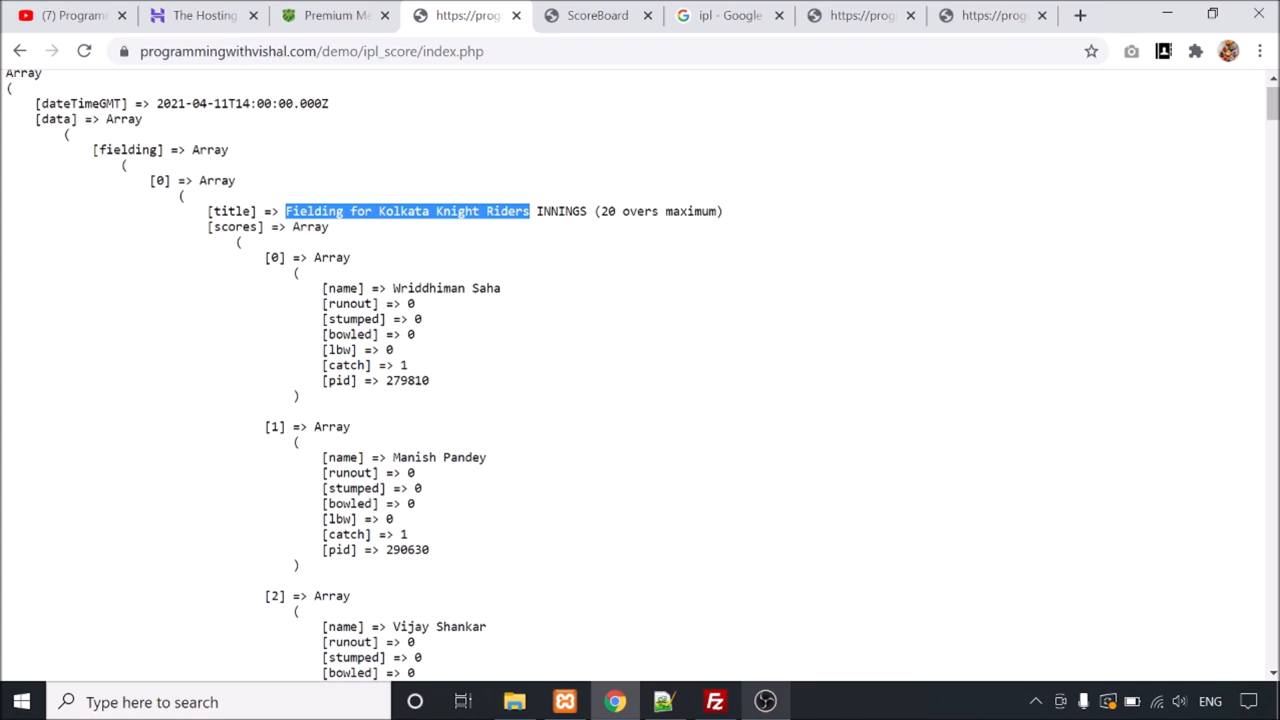 (7) Programm
The Hosting
Premium Me
https://prog
ScoreBoard
ipl - Google
https://prog
https://prog
programmingwithvishal.com/demo/ipl_score/index.php
Array
(
[dateTimeGMT] => 2021-04-11T14:00:00.000Z
[data] => Array
(
[fielding] => Array
(
[0] => Array
(
[title] => Fielding for Kolkata Knight Riders INNINGS (20 overs maximum)
[scores] => Array
(
[0] => Array
(
[name] => Wriddhiman Saha
[runout] => 0
[stumped] => 0
[bowled] => 0
[lbw] => 0
[catch] => 1
[pid] => 279810
)
[1] => Array
(
[name] => Manish Pandey
[runout] => 0
[stumped] => 0
[bowled] => 0
[lbw] => 0
[catch] => 1
[pid] => 290630
)
[2] => Array
(
[name] => Vijay Shankar
[runout] => 0
[stumped] => 0
[bowled] => 0
Type here to search
ENG